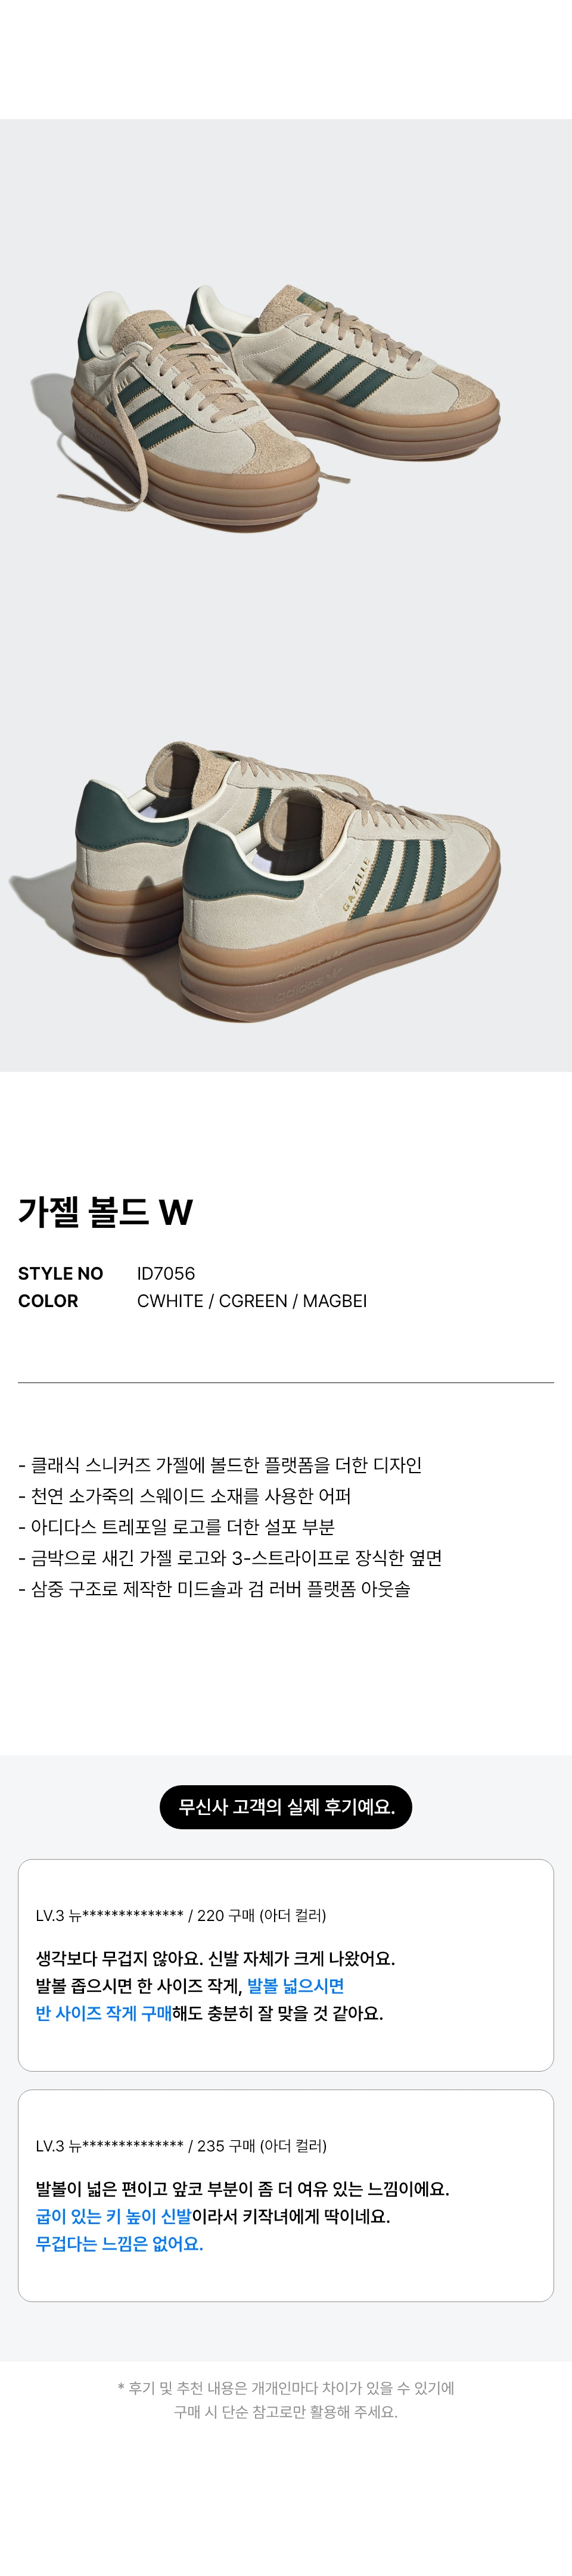 GAZELLE
adidas
가젤 볼드 W
STYLE NO ID7056
COLOR CWHITE / CGREEN / MAGBEI
- 클래식 스니커즈 가젤에 볼드한 플랫폼을 더한 디자인
- 천연 소가죽의 스웨이드 소재를 사용한 어퍼
- 아디다스 트레포일 로고를 더한 설포 부분
- 금박으로 새긴 가젤 로고와 3-스트라이프로 장식한 옆면
- 삼중 구조로 제작한 미드솔과 검 러버 플랫폼 아웃솔
무신사 고객의 실제 후기예요.
LV.3 뉴************** / 220 구매 (아더 컬러)
생각보다 무겁지 않아요. 신발 자체가 크게 나왔어요.
발볼 좁으시면 한 사이즈 작게, 발볼 넓으시면
반 사이즈 작게 구매해도 충분히 잘 맞을 것 같아요.
LV.3 뉴************** / 235 구매 (아더 컬러)
발볼이 넓은 편이고 앞코 부분이 좀 더 여유 있는 느낌이에요.
굽이 있는 키 높이 신발이라서 키작녀에게 딱이네요.
무겁다는 느낌은 없어요.
* 후기 및 추천 내용은 개개인마다 차이가 있을 수 있기에
구매 시 단순 참고로만 활용해 주세요.